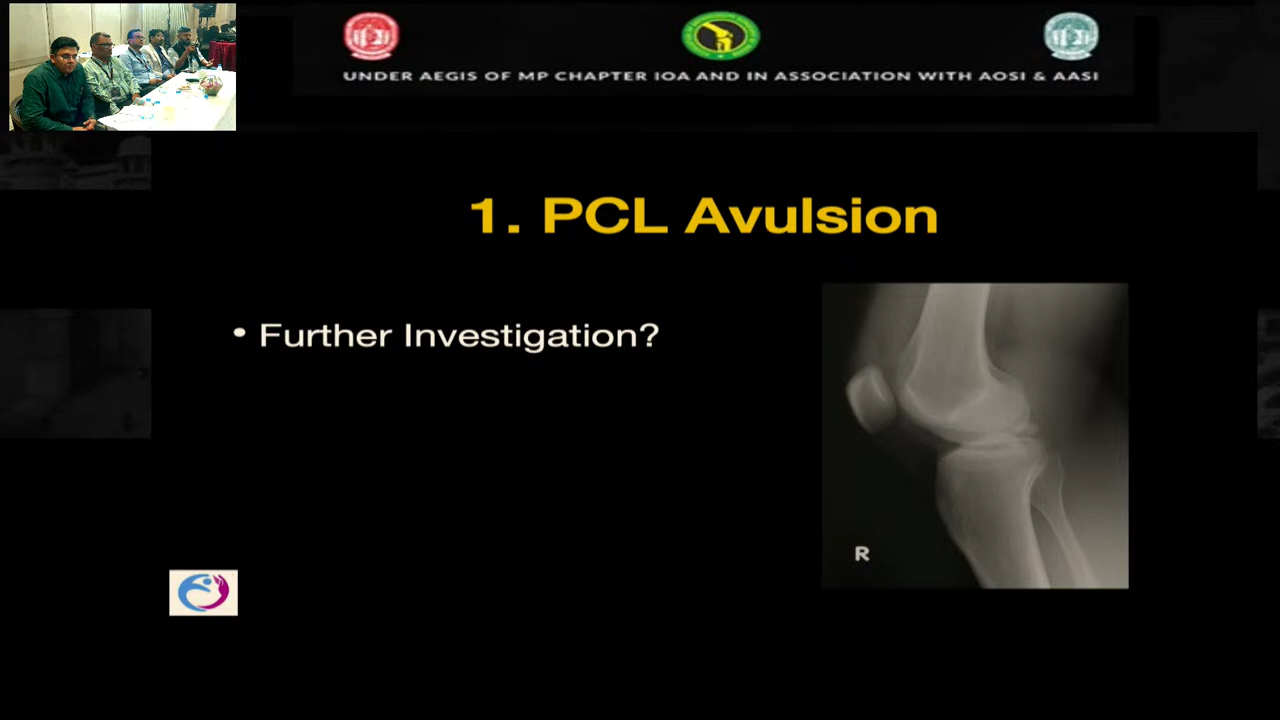 UNDER AEGIS OF MP CHAPTER IOA AND IN ASSOCIATION WITH AOSI & AASI
1. PCL Avulsion
• Further Investigation?
R